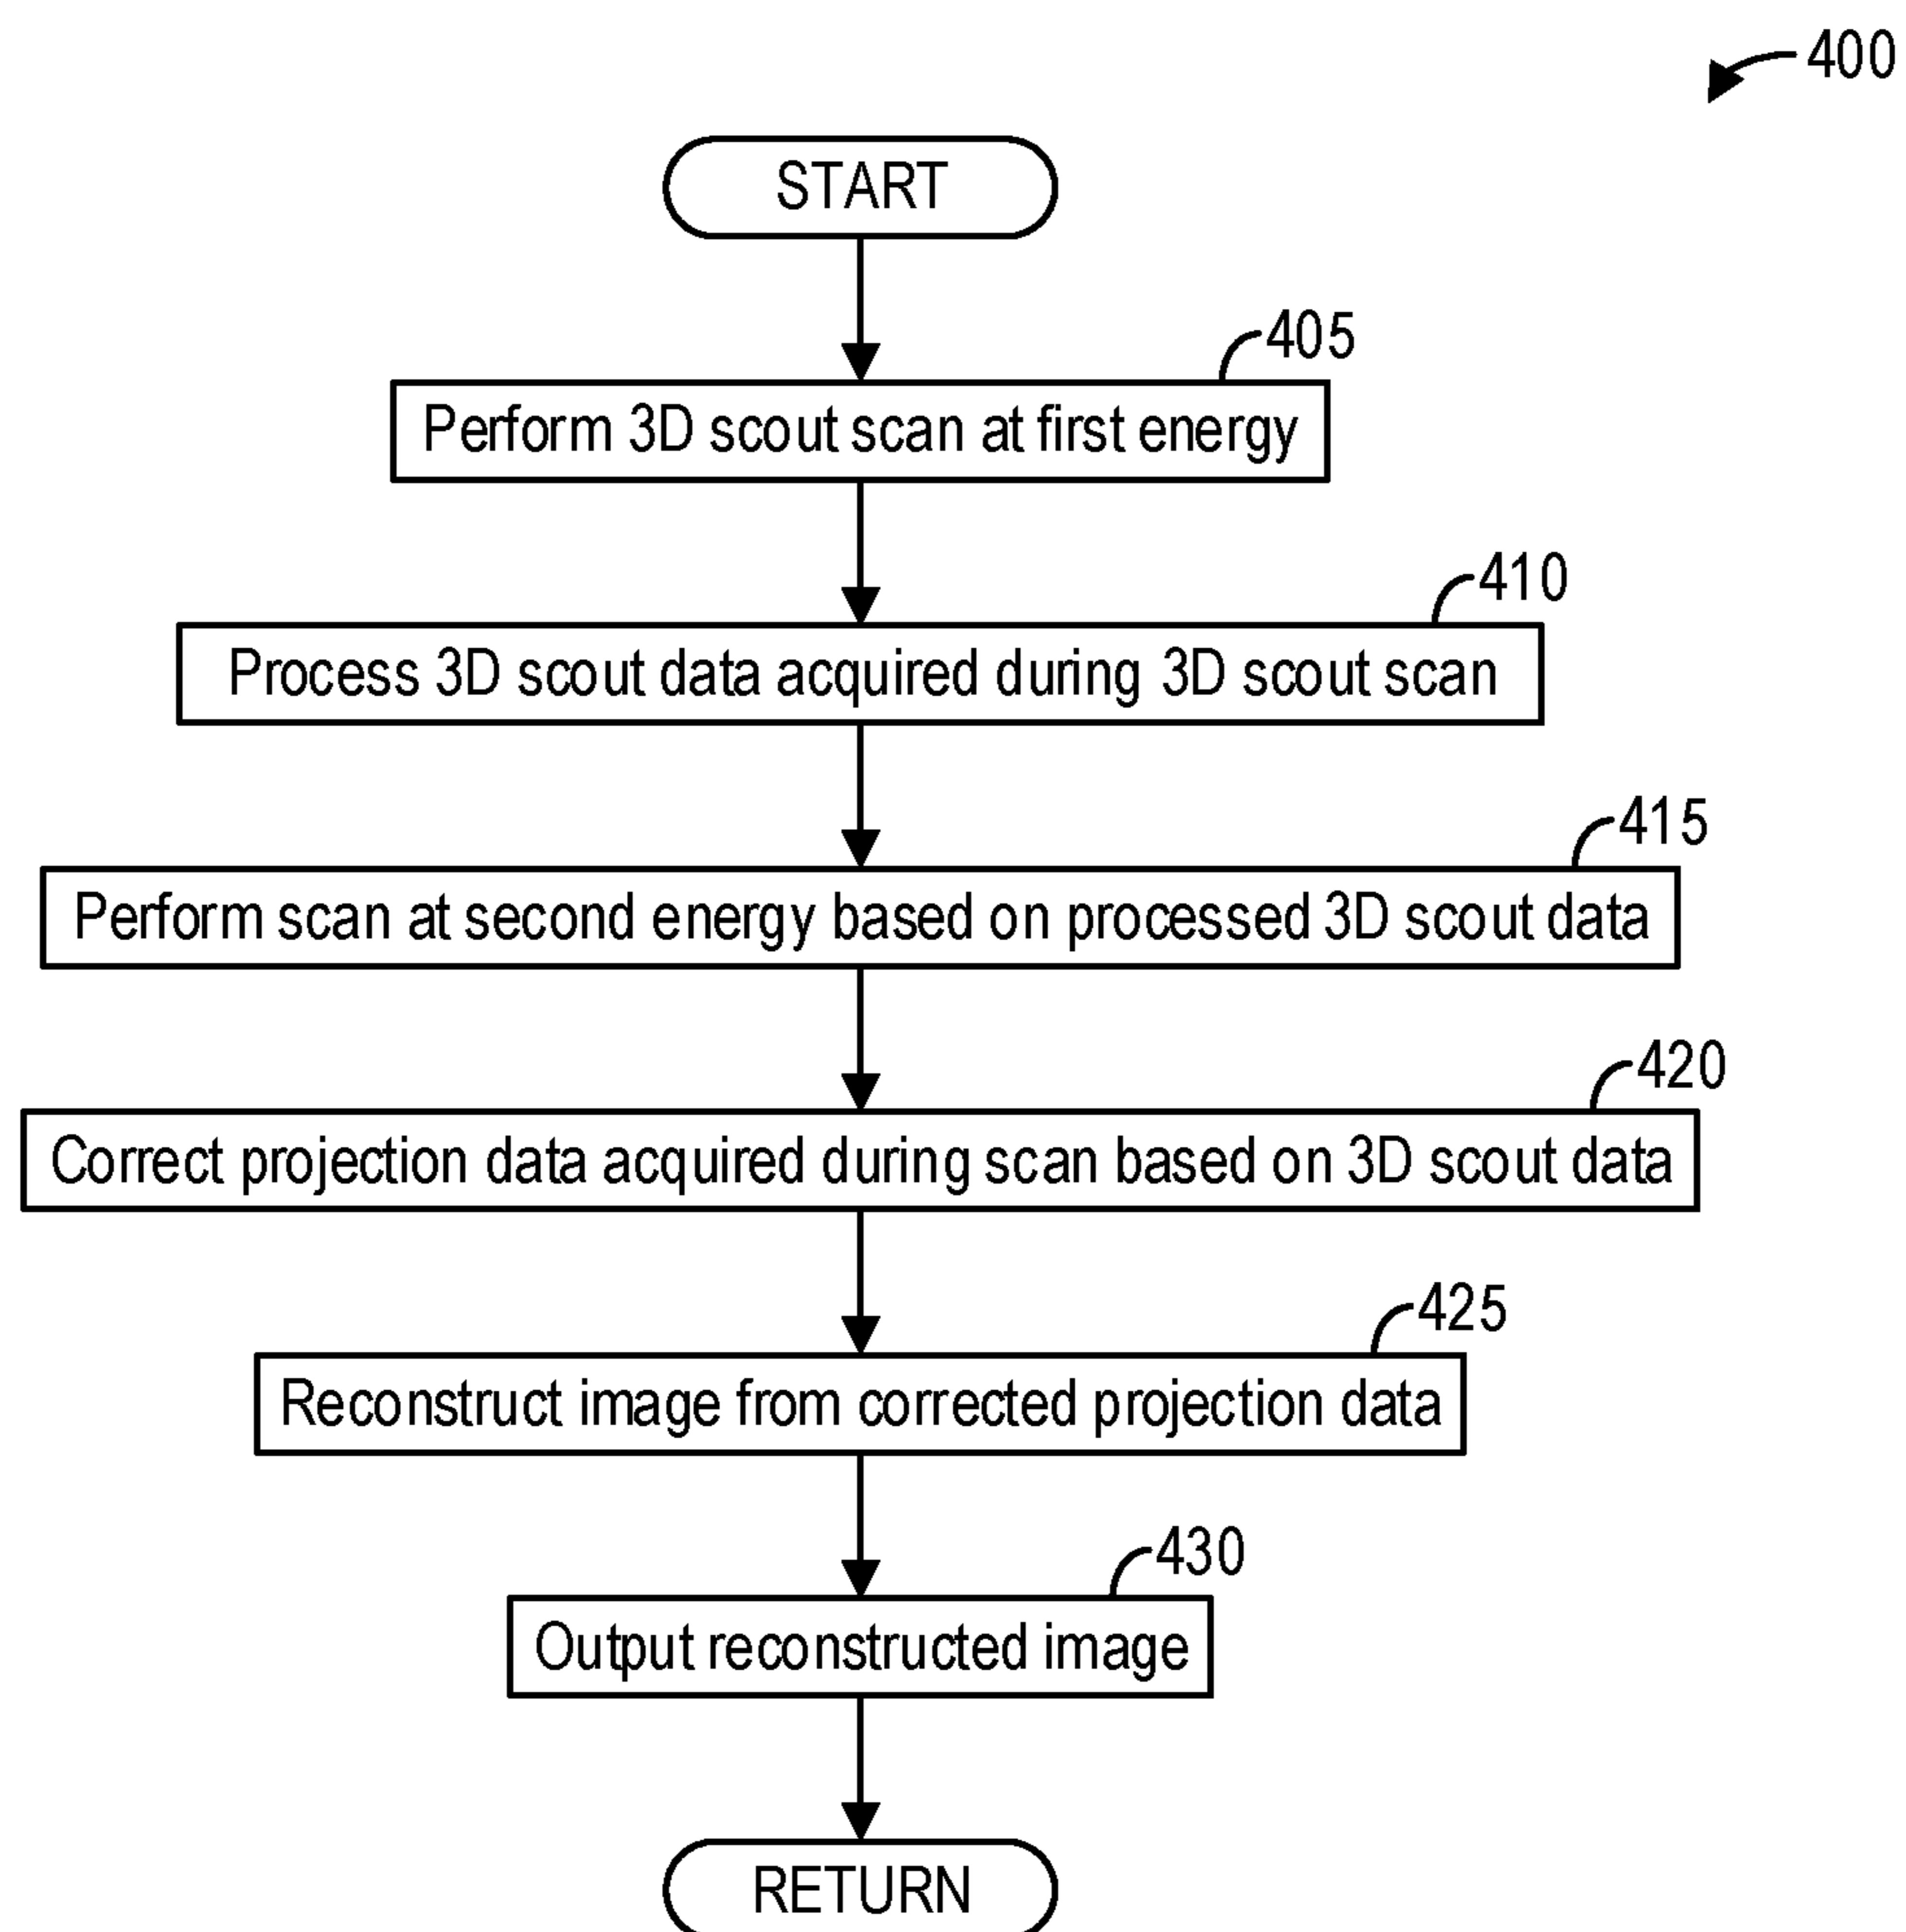 400
START
405
Perform 3D scout scan at first energy
410
Process 3D scout data acquired during 3D scout scan
415
Perform scan at second energy based on processed 3D scout data
420
Correct projection data acquired during scan based on 3D scout data
425
Reconstruct image from corrected projection data
430
Output reconstructed image
RETURN